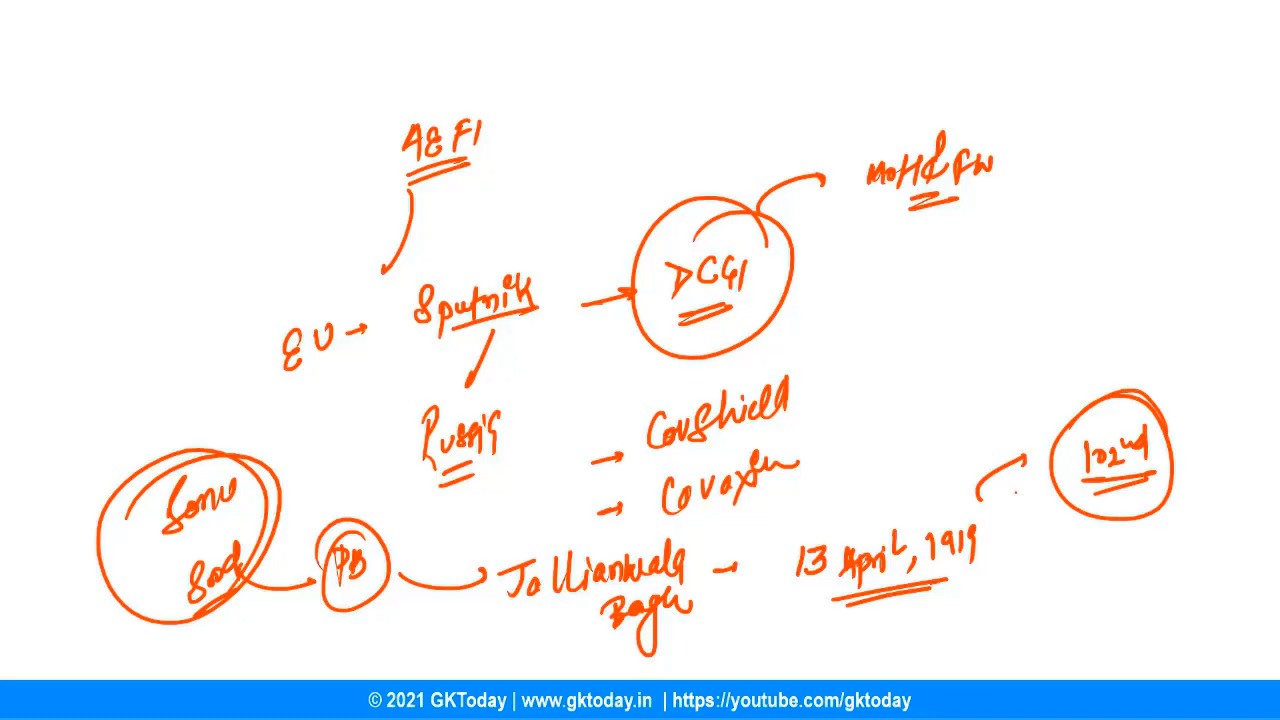 AEFI
MOH&FW
DCGI
Sputnik →
EU →
Russia
→ Covishield
→ Covaxin
102nd
Sonu
Sood
PB
Jallianwala – 13 April, 1919
Bagh
© 2021 GKToday | www.gktoday.in | https://youtube.com/gktoday